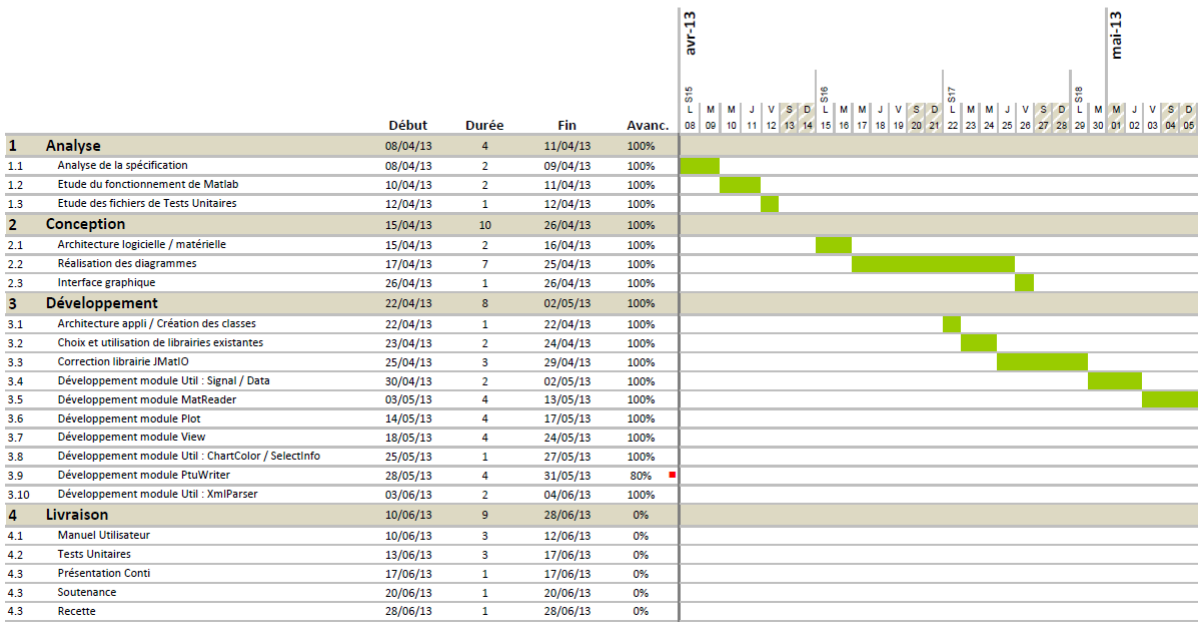 avr-13 mai-13
S15 S16 S17 S18
L M M J V S D L M M J V S D L M M J V S D L M M J V S D
08 09 10 11 12 13 14 15 16 17 18 19 20 21 22 23 24 25 26 27 28 29 30 01 02 03 04 05
Début Durée Fin Avanc.
1 Analyse 08/04/13 4 11/04/13 100%
1.1 Analyse de la spécification 08/04/13 2 09/04/13 100%
1.2 Etude du fonctionnement de Matlab 10/04/13 2 11/04/13 100%
1.3 Etude des fichiers de Tests Unitaires 12/04/13 1 12/04/13 100%
2 Conception 15/04/13 10 26/04/13 100%
2.1 Architecture logicielle / matérielle 15/04/13 2 16/04/13 100%
2.2 Réalisation des diagrammes 17/04/13 7 25/04/13 100%
2.3 Interface graphique 26/04/13 1 26/04/13 100%
3 Développement 22/04/13 8 02/05/13 100%
3.1 Architecture appli / Création des classes 22/04/13 1 22/04/13 100%
3.2 Choix et utilisation de librairies existantes 23/04/13 2 24/04/13 100%
3.3 Correction librairie JMatIO 25/04/13 3 29/04/13 100%
3.4 Développement module Util : Signal / Data 30/04/13 2 02/05/13 100%
3.5 Développement module MatReader 03/05/13 4 13/05/13 100%
3.6 Développement module Plot 14/05/13 4 17/05/13 100%
3.7 Développement module View 18/05/13 4 24/05/13 100%
3.8 Développement module Util : ChartColor / SelectInfo 25/05/13 1 27/05/13 100%
3.9 Développement module PtuWriter 28/05/13 4 31/05/13 80%
3.10 Développement module Util : XmlParser 03/06/13 2 04/06/13 100%
4 Livraison 10/06/13 9 28/06/13 0%
4.1 Manuel Utilisateur 10/06/13 3 12/06/13 0%
4.2 Tests Unitaires 13/06/13 3 17/06/13 0%
4.3 Présentation Conti 17/06/13 1 17/06/13 0%
4.3 Soutenance 20/06/13 1 20/06/13 0%
4.3 Recette 28/06/13 1 28/06/13 0%